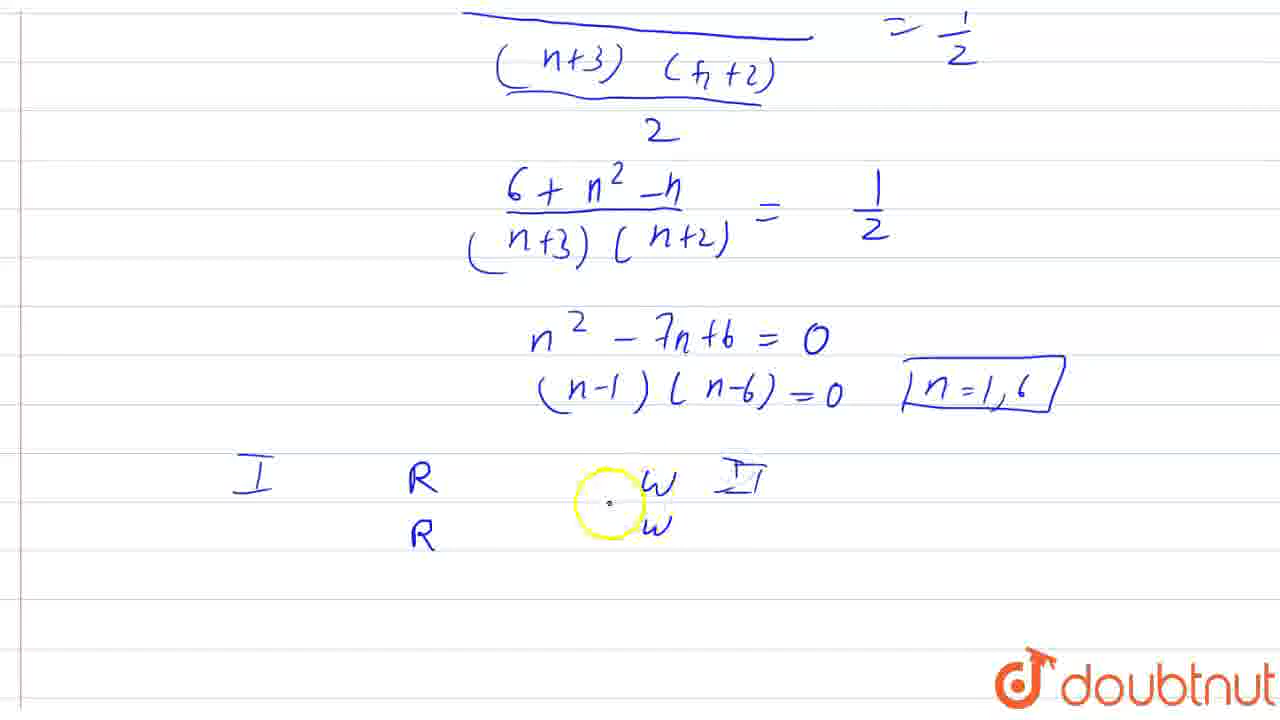 = 1/2
(n+3) (n+2)
2
6 + n² - n = 1
(n+3) (n+2) 2
n² - 7n+6 = 0
(n-1) (n-6) = 0 n = 1, 6
I R W II
R W
doubtnut